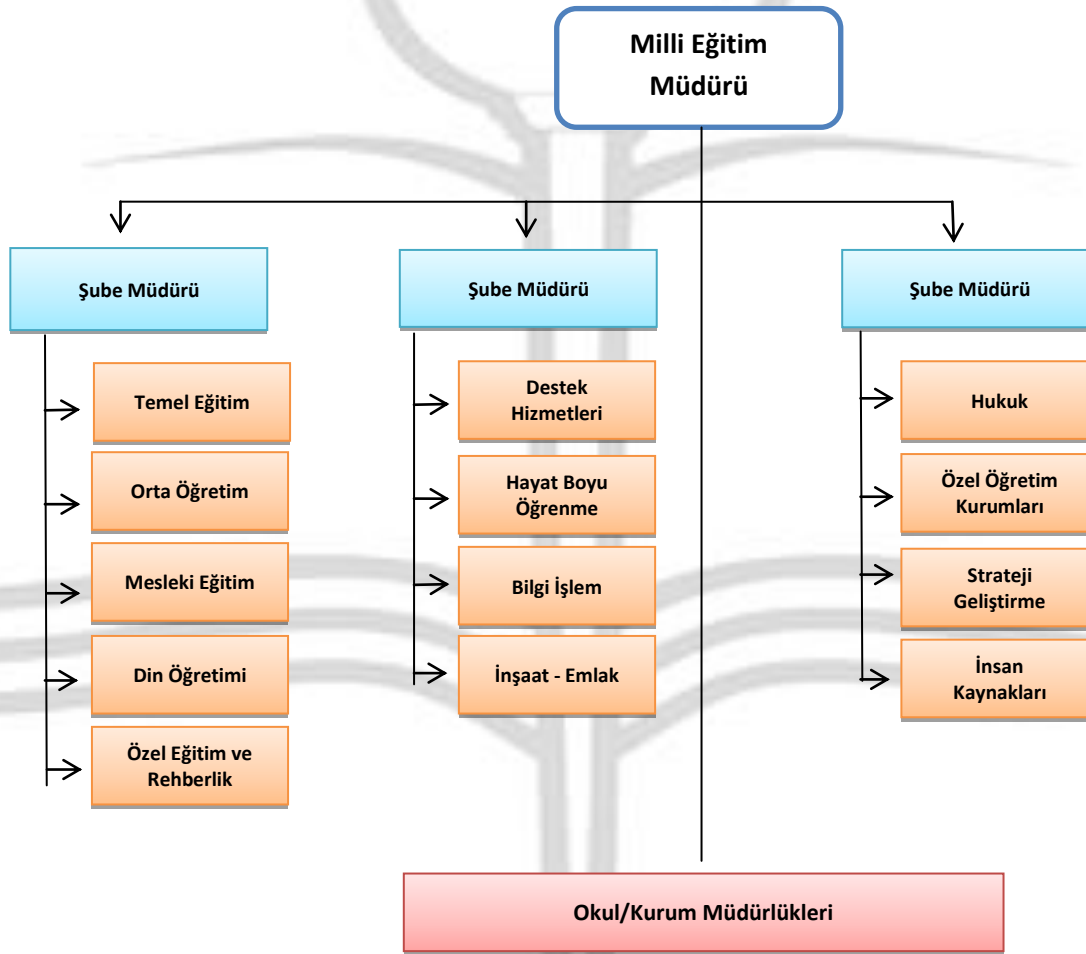 Milli Eğitim
Müdürü
Şube Müdürü
Temel Eğitim
Orta Öğretim
Mesleki Eğitim
Din Öğretimi
Özel Eğitim ve
Rehberlik
Şube Müdürü
Destek
Hizmetleri
Hayat Boyu
Öğrenme
Bilgi İşlem
İnşaat - Emlak
Şube Müdürü
Hukuk
Özel Öğretim
Kurumları
Strateji
Geliştirme
İnsan
Kaynakları
Okul/Kurum Müdürlükleri